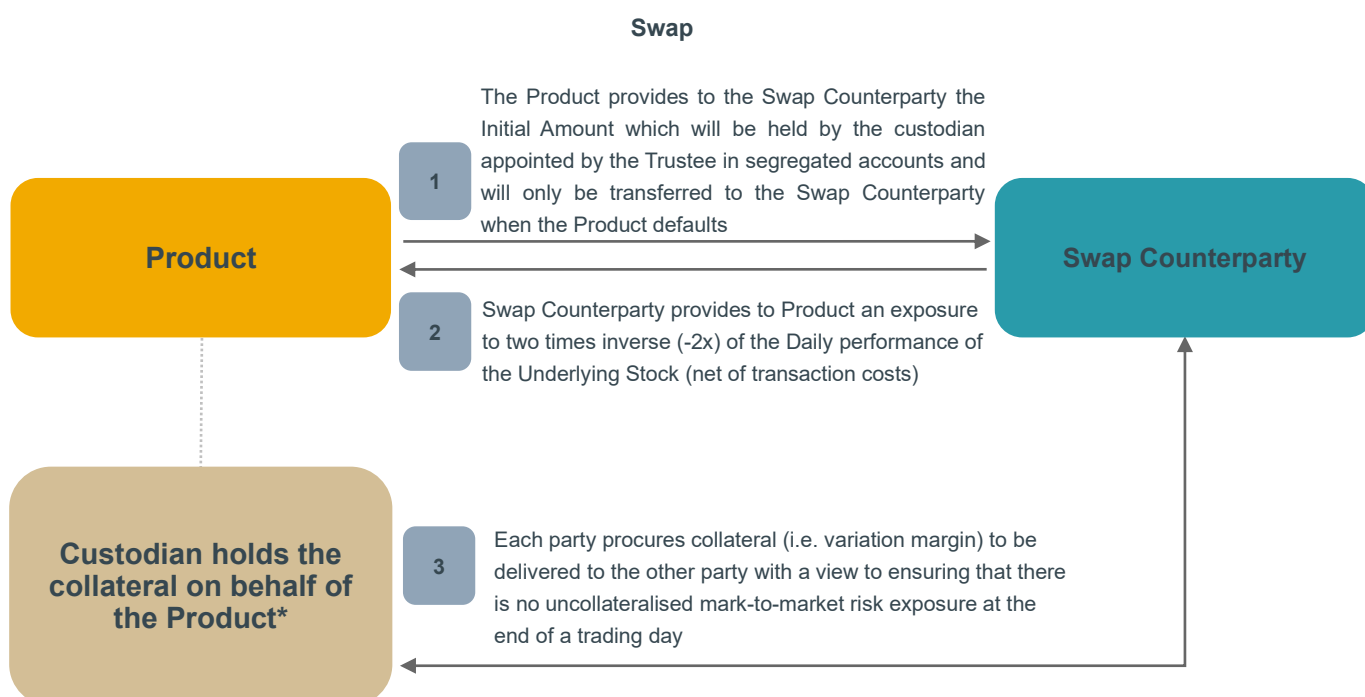 Swap
The Product provides to the Swap Counterparty the
Initial Amount which will be held by the custodian
appointed by the Trustee in segregated accounts and
will only be transferred to the Swap Counterparty
when the Product defaults
1
Product
Swap Counterparty
2
Swap Counterparty provides to Product an exposure
to two times inverse (-2x) of the Daily performance of
the Underlying Stock (net of transaction costs)
Custodian holds the
collateral on behalf of
the Product*
3
Each party procures collateral (i.e. variation margin) to be
delivered to the other party with a view to ensuring that there
is no uncollateralised mark-to-market risk exposure at the
end of a trading day